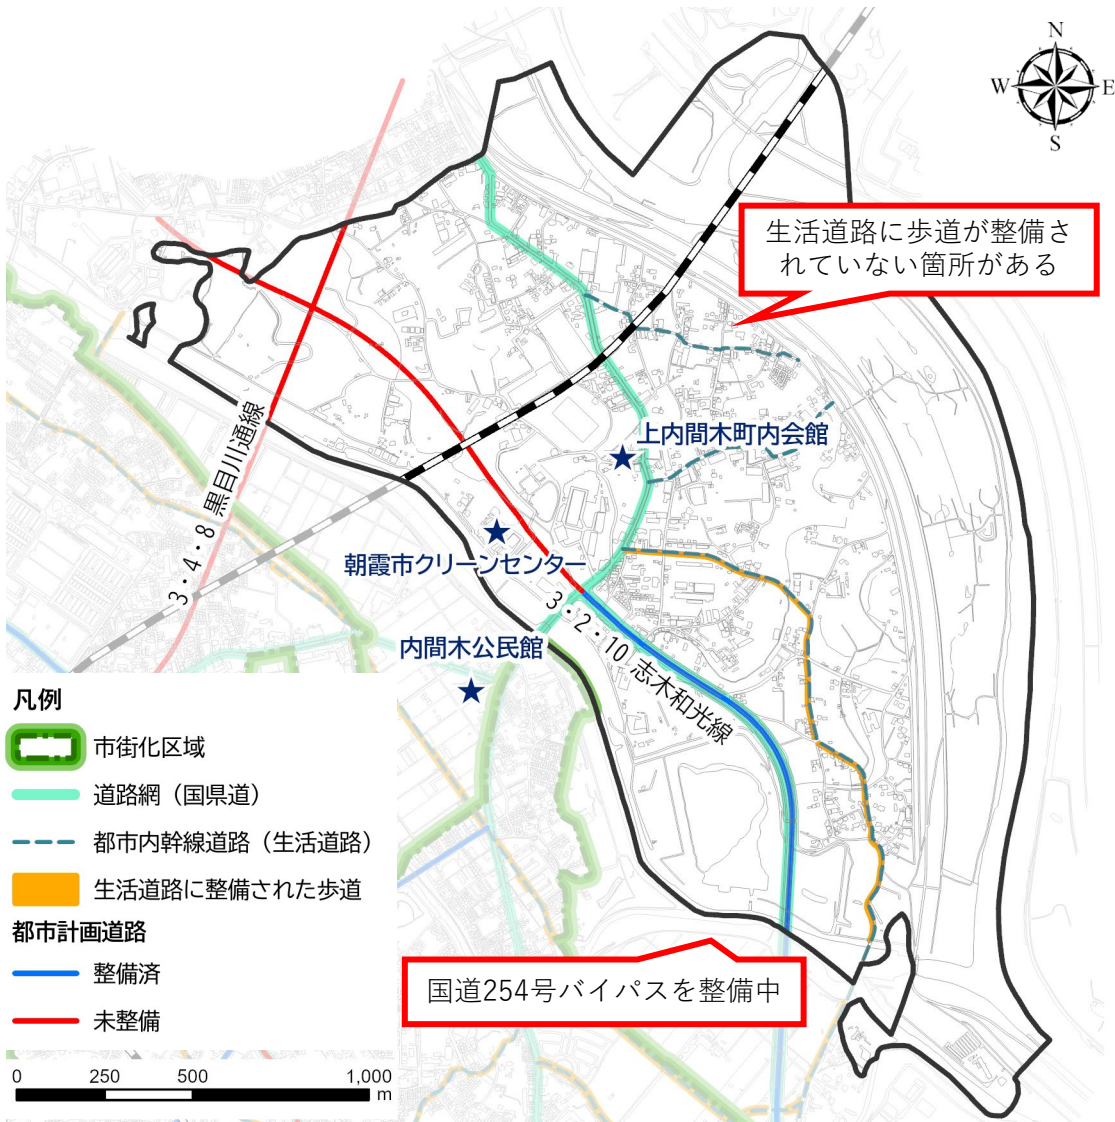 N
W
E
S
生活道路に歩道が整備さ
れていない箇所がある
上内間木町内会館
3・4・8 黒目川通線
朝霞市クリーンセンター
3・2・10 志木和光線
内間木公民館
凡例
市街化区域
道路網（国県道）
都市内幹線道路（生活道路）
生活道路に整備された歩道
都市計画道路
整備済
未整備
国道254号バイパスを整備中
0 250 500 1,000
m